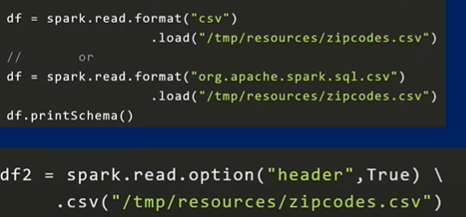 df = spark.read.format("csv")
.load("/tmp/resources/zipcodes.csv")
// or
df = spark.read.format("org.apache.spark.sql.csv")
.load("/tmp/resources/zipcodes.csv")
df.printSchema()
df2 = spark.read.option("header",True) \
.csv("/tmp/resources/zipcodes.csv")